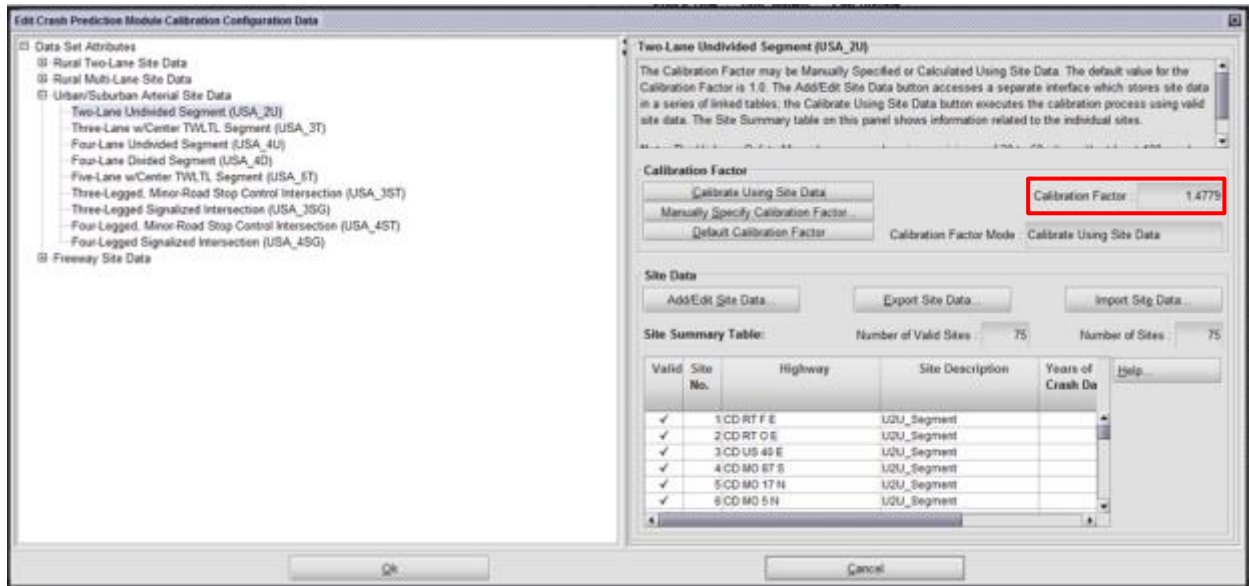 Edit Crash Prediction Module Calibration Configuration Data
Data Set Attributes
Rural Two-Lane Site Data
Rural Multi-Lane Site Data
Urban/Suburban Arterial Site Data
Two-Lane Undivided Segment (USA_2U)
Three-Lane w/Center TWLTL Segment (USA_3T)
Four-Lane Undivided Segment (USA_4U)
Four-Lane Divided Segment (USA_4D)
Five-Lane w/Center TWLTL Segment (USA_5T)
Three-Legged, Minor-Road Stop Control Intersection (USA_3ST)
Three-Legged Signalized Intersection (USA_3SG)
Four-Legged, Minor-Road Stop Control Intersection (USA_4ST)
Four-Legged Signalized Intersection (USA_4SG)
Freeway Site Data
Two-Lane Undivided Segment (USA_2U)
The Calibration Factor may be Manually Specified or Calculated Using Site Data. The default value for the
Calibration Factor is 1.0. The Add/Edit Site Data button accesses a separate interface which stores site data
in a series of linked tables; the Calibrate Using Site Data button executes the calibration process using valid
site data. The Site Summary table on this panel shows information related to the individual sites.
Calibration Factor
Calibrate Using Site Data
Calibration Factor : 1.4779
Manually Specify Calibration Factor...
Default Calibration Factor
Calibration Factor Mode : Calibrate Using Site Data
Site Data
Add/Edit Site Data... Export Site Data... Import Site Data...
Site Summary Table: Number of Valid Sites : 75 Number of Sites : 75
Valid Site No. Highway Site Description Years of Crash Da Help...
✓ 1 CD RT F E U2U_Segment
✓ 2 CD RT O E U2U_Segment
✓ 3 CD US 40 E U2U_Segment
✓ 4 CD MO 87 S U2U_Segment
✓ 5 CD MO 17 N U2U_Segment
✓ 6 CD MO 5 N U2U_Segment
Ok Cancel